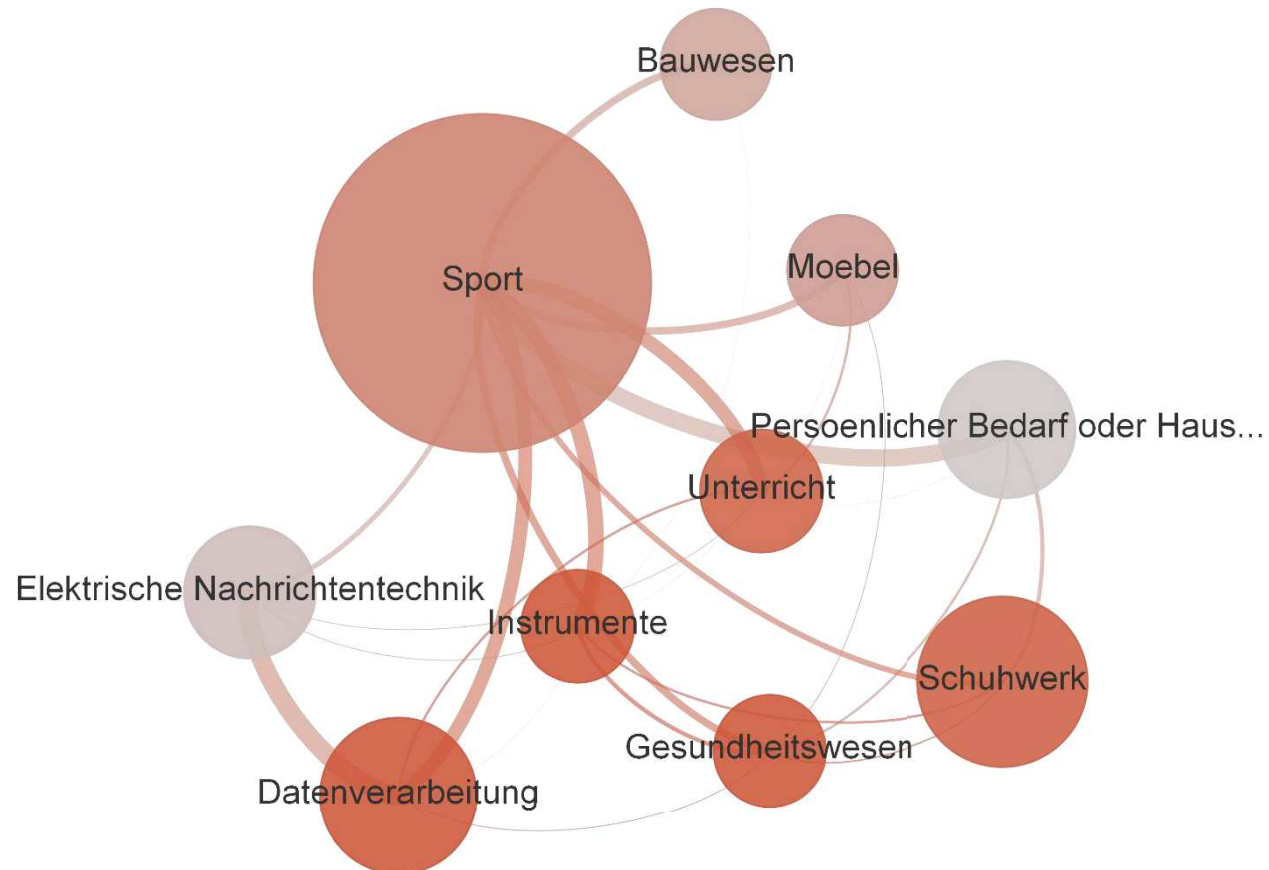 Bauwesen
Sport
Moebel
Persoenlicher Bedarf oder Haus...
Unterricht
Elektrische Nachrichtentechnik
Instrumente
Schuhwerk
Gesundheitswesen
Datenverarbeitung